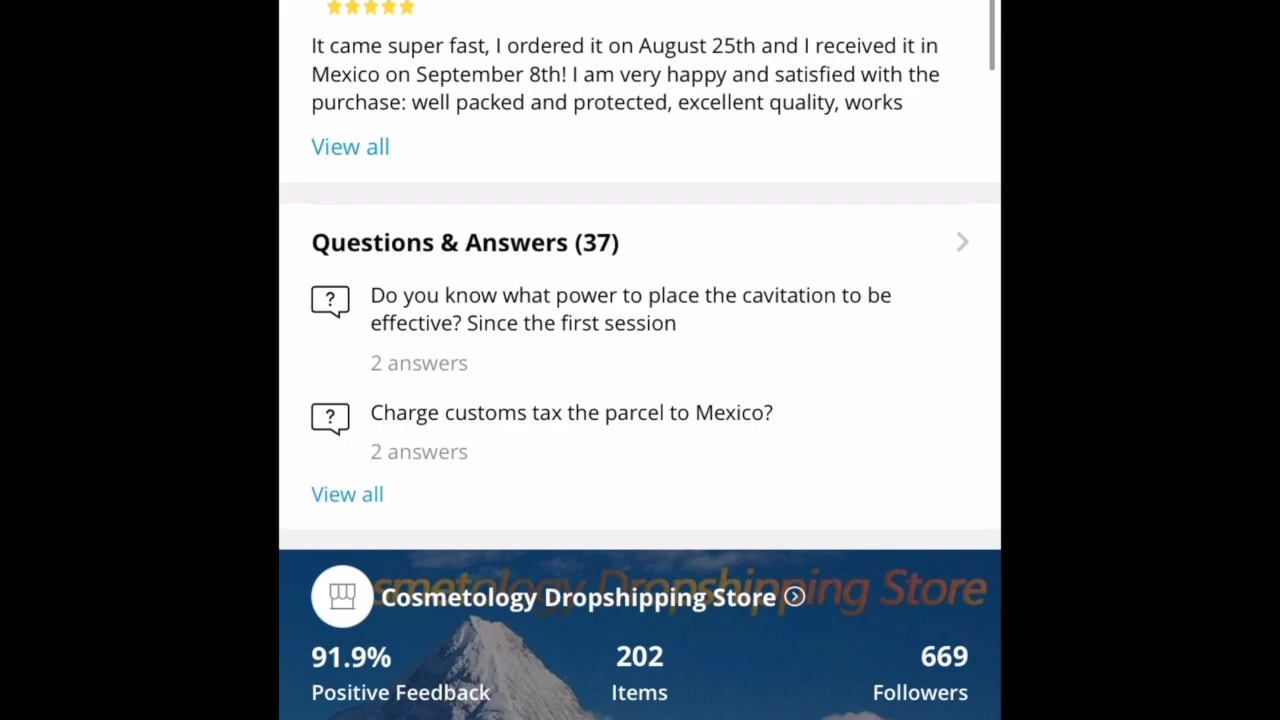 It came super fast, I ordered it on August 25th and I received it in
Mexico on September 8th! I am very happy and satisfied with the
purchase: well packed and protected, excellent quality, works
View all
Questions & Answers (37)
?
Do you know what power to place the cavitation to be
effective? Since the first session
2 answers
?
Charge customs tax the parcel to Mexico?
2 answers
View all
smetology Dropshipping Store
Cosmetology Dropshipping Store
91.9% 202 669
Positive Feedback Items Followers